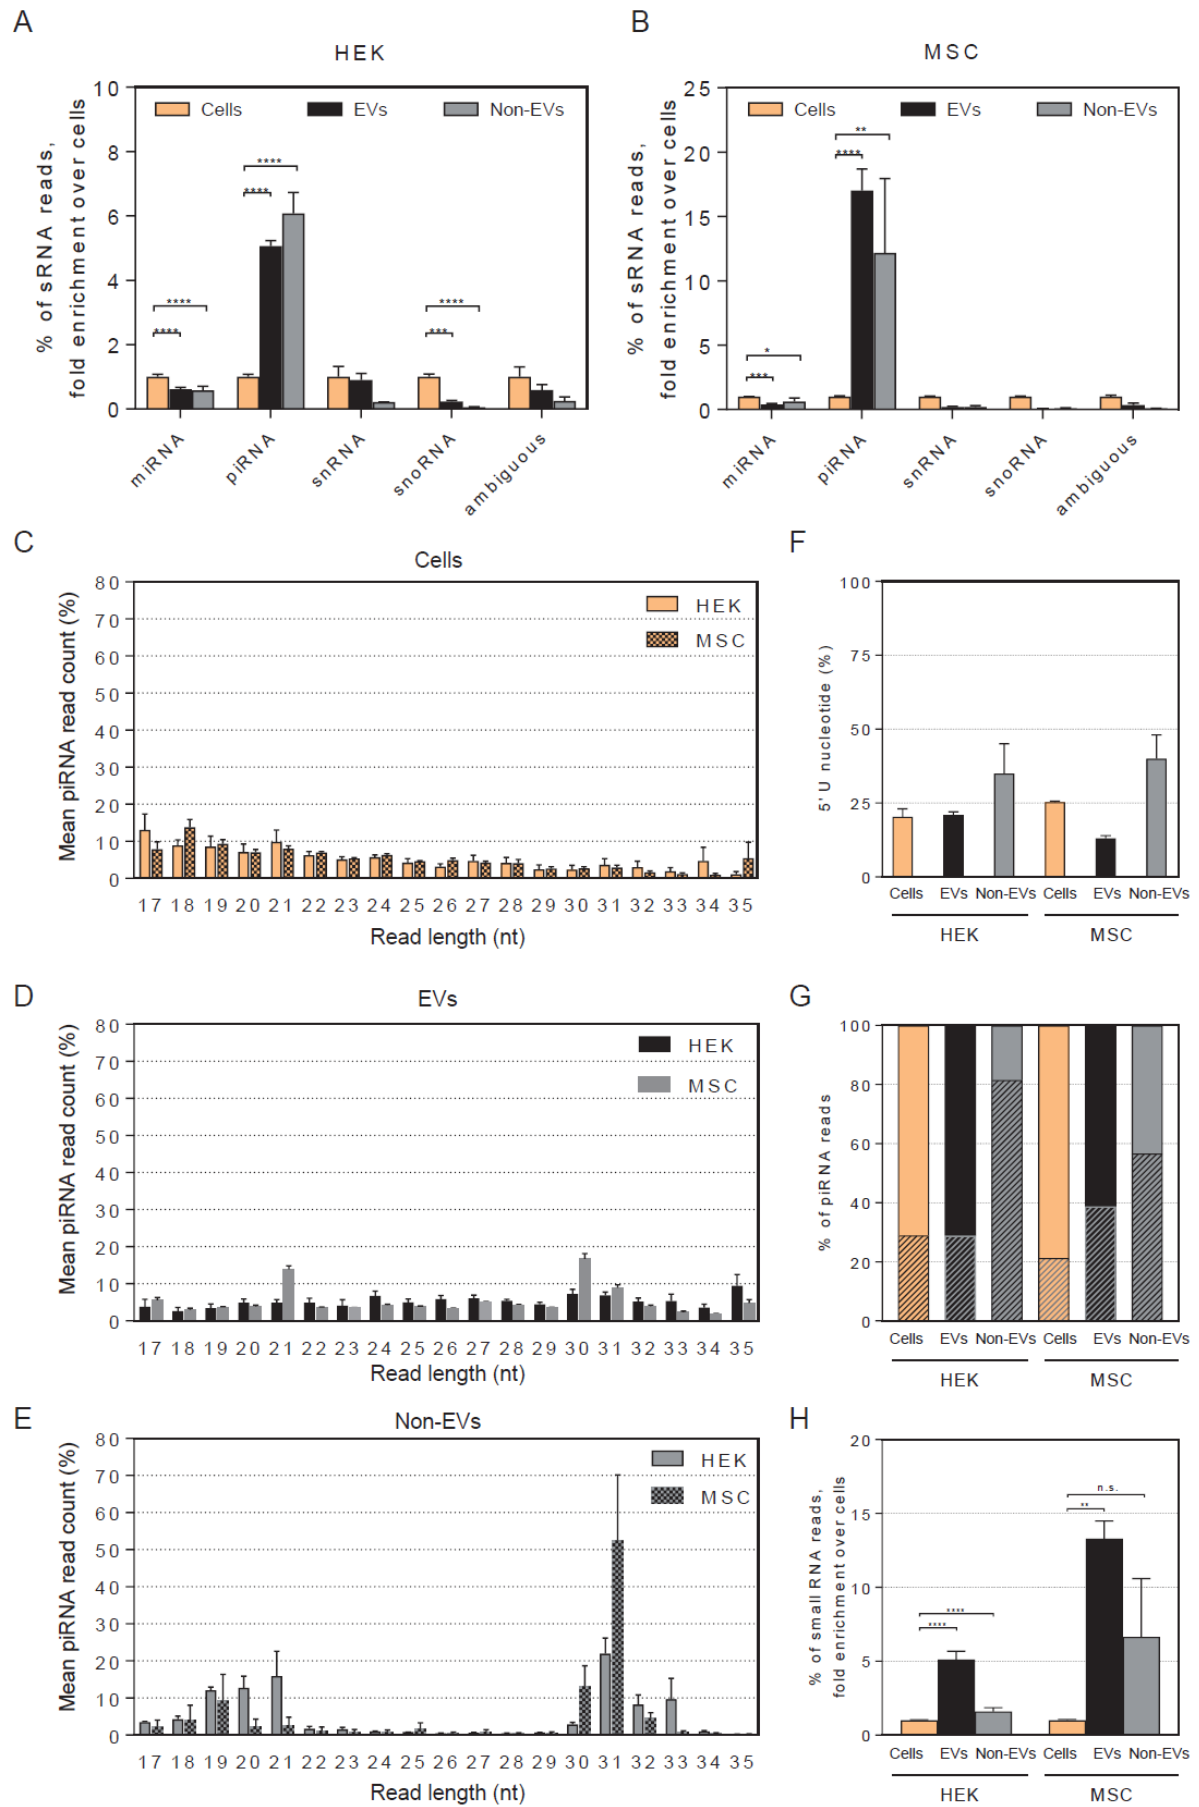 A
HEK
% of sRNA reads,
fold enrichment over cells
10
8
6
4
2
0
Cells EVs Non-EVs
**** **** **** **** *** ****
miRNA piRNA snRNA snoRNA ambiguous
B
MSC
% of sRNA reads,
fold enrichment over cells
25
20
15
10
5
0
Cells EVs Non-EVs
*** * **** **
miRNA piRNA snRNA snoRNA ambiguous
C
Cells
Mean piRNA read count (%)
80
70
60
50
40
30
20
10
0
HEK
MSC
17 18 19 20 21 22 23 24 25 26 27 28 29 30 31 32 33 34 35
Read length (nt)
F
5' U nucleotide (%)
100
75
50
25
0
Cells EVs Non-EVs Cells EVs Non-EVs
HEK MSC
D
EVs
Mean piRNA read count (%)
80
70
60
50
40
30
20
10
0
HEK
MSC
17 18 19 20 21 22 23 24 25 26 27 28 29 30 31 32 33 34 35
Read length (nt)
G
% of piRNA reads
100
80
60
40
20
0
Cells EVs Non-EVs Cells EVs Non-EVs
HEK MSC
E
Non-EVs
Mean piRNA read count (%)
80
70
60
50
40
30
20
10
0
HEK
MSC
17 18 19 20 21 22 23 24 25 26 27 28 29 30 31 32 33 34 35
Read length (nt)
H
% of small RNA reads,
fold enrichment over cells
20
15
10
5
0
**** **** ** n.s.
Cells EVs Non-EVs Cells EVs Non-EVs
HEK MSC